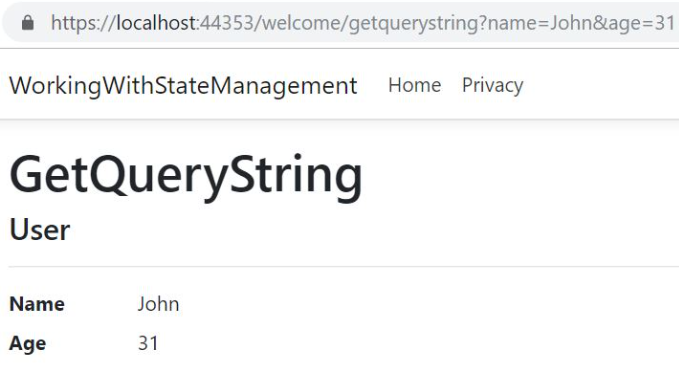 https://localhost:44353/welcome/getquerystring?name=John&age=31
WorkingWithStateManagement Home Privacy
GetQueryString
User
Name John
Age 31